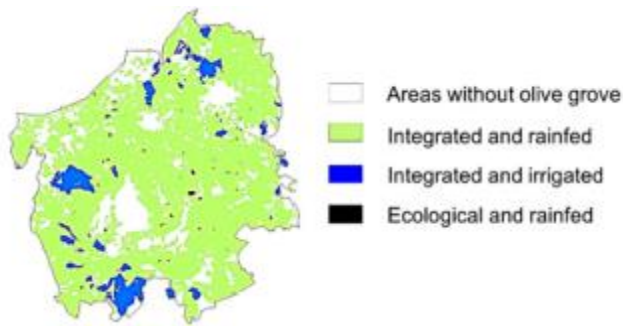 Areas without olive grove
Integrated and rainfed
Integrated and irrigated
Ecological and rainfed